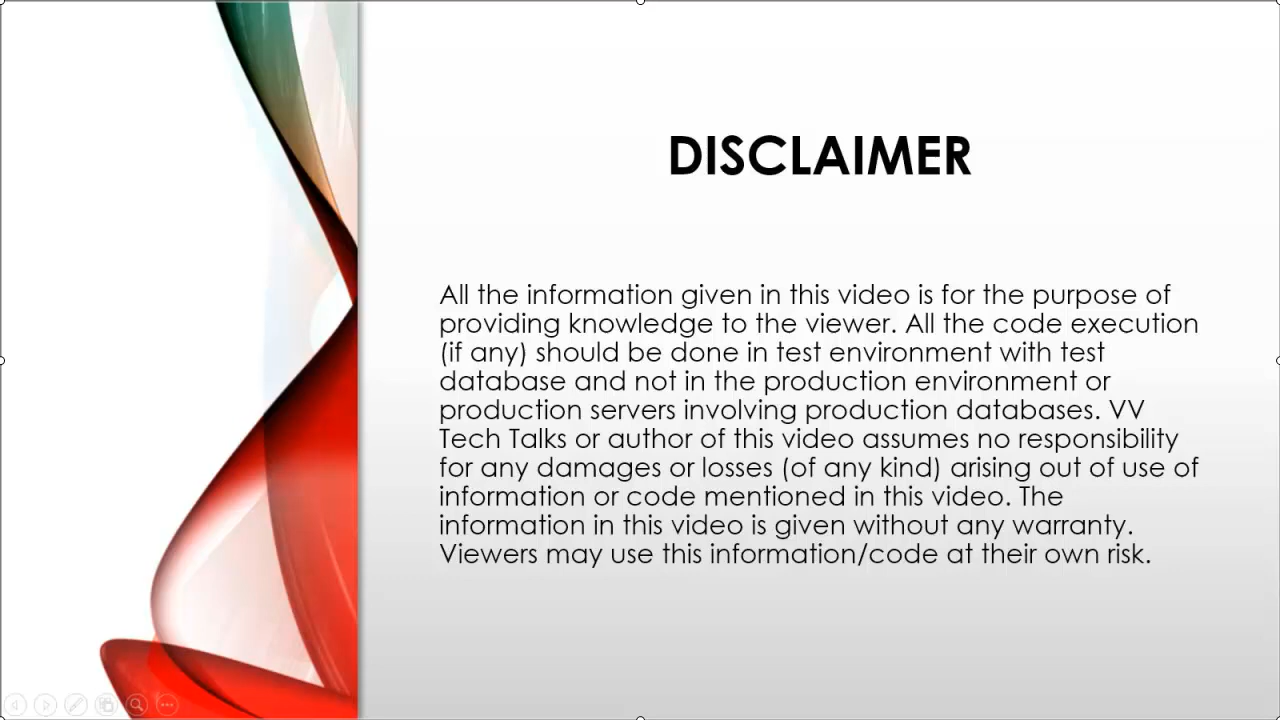 DISCLAIMER
All the information given in this video is for the purpose of
providing knowledge to the viewer. All the code execution
(if any) should be done in test environment with test
database and not in the production environment or
production servers involving production databases. VV
Tech Talks or author of this video assumes no responsibility
for any damages or losses (of any kind) arising out of use of
information or code mentioned in this video. The
information in this video is given without any warranty.
Viewers may use this information/code at their own risk.